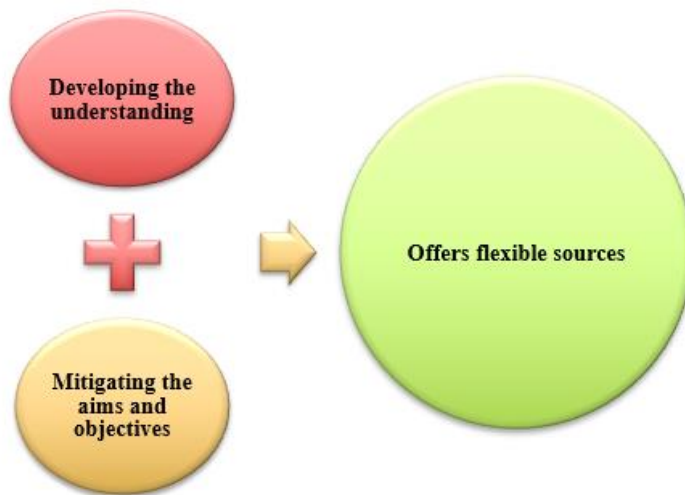 Developing the
understanding
Mitigating the
aims and
objectives
Offers flexible sources